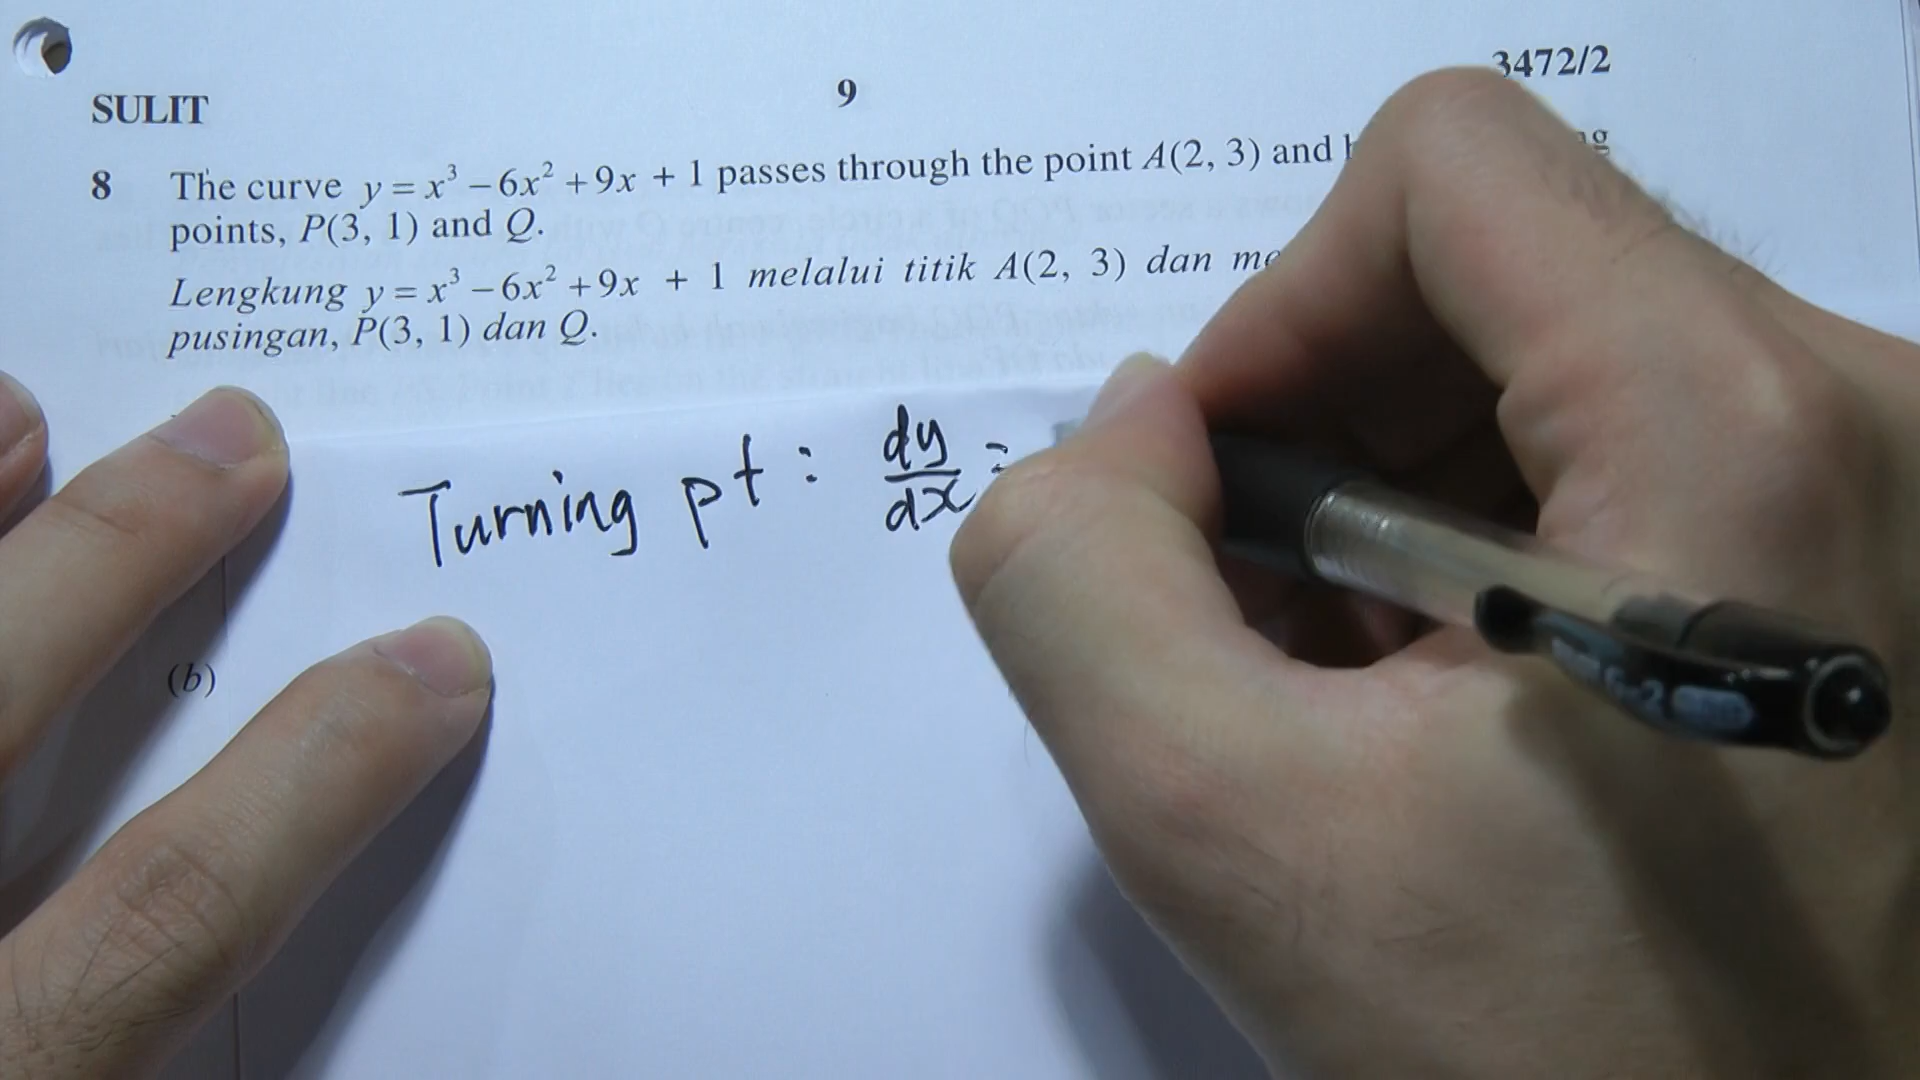 3472/2
SULIT
9
8 The curve y = x³ – 6x² + 9x + 1 passes through the point A(2, 3) and
points, P(3, 1) and Q.
Lengkung y = x³ – 6x² + 9x + 1 melalui titik A(2, 3) dan
pusingan, P(3, 1) dan Q.
Turning pt : dy/dx =
(b)